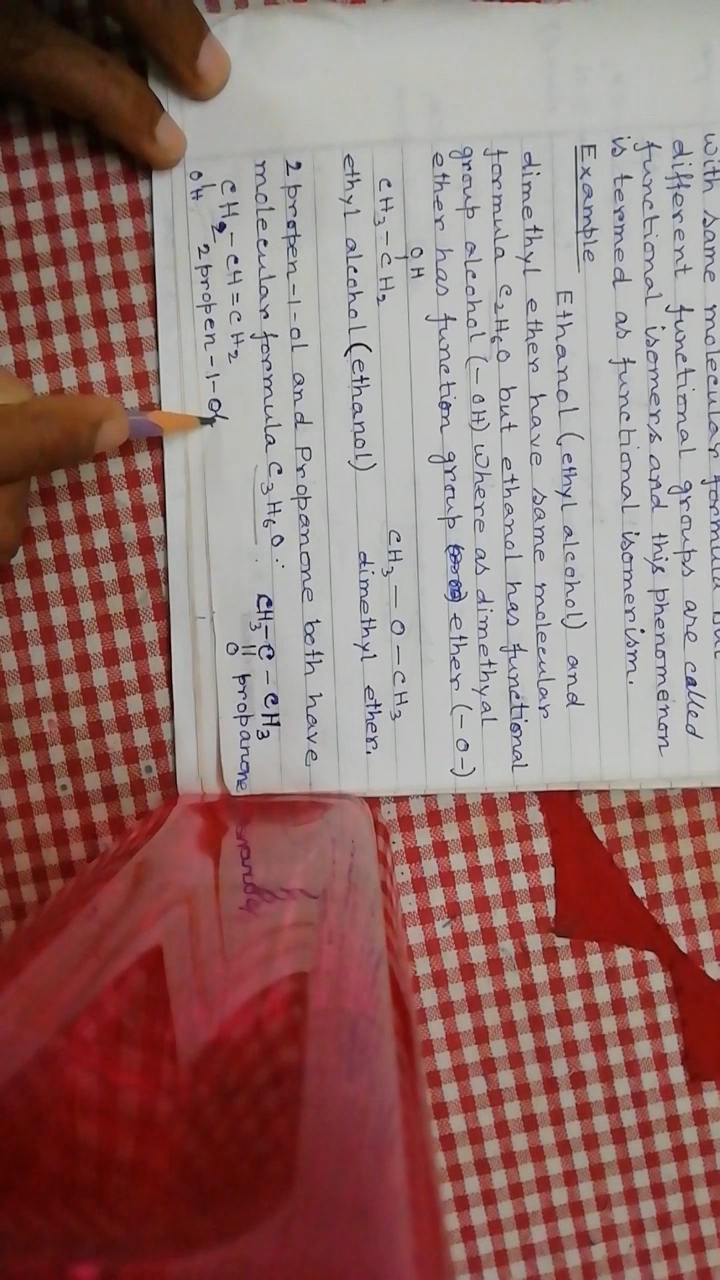 with same molecular formula but
different functional groups are called
functional isomers and this phenomenon
is termed as functional isomerism.
Example
Ethanol (ethyl alcohol) and
dimethyl ether have same molecular
formula C2H6O but ethanol has functional
group alcohol (-OH) where as dimethyal
ether has function group ether (-O-)
OH
CH3-CH2 CH3-O-CH3
ethyl alcohol (ethanol) dimethyl ether.
2 propen-1-ol and Propanone both have
molecular formula C3H6O:
CH2-CH=CH2 CH3-C-CH3
OH O
2 propen-1-ol propanone